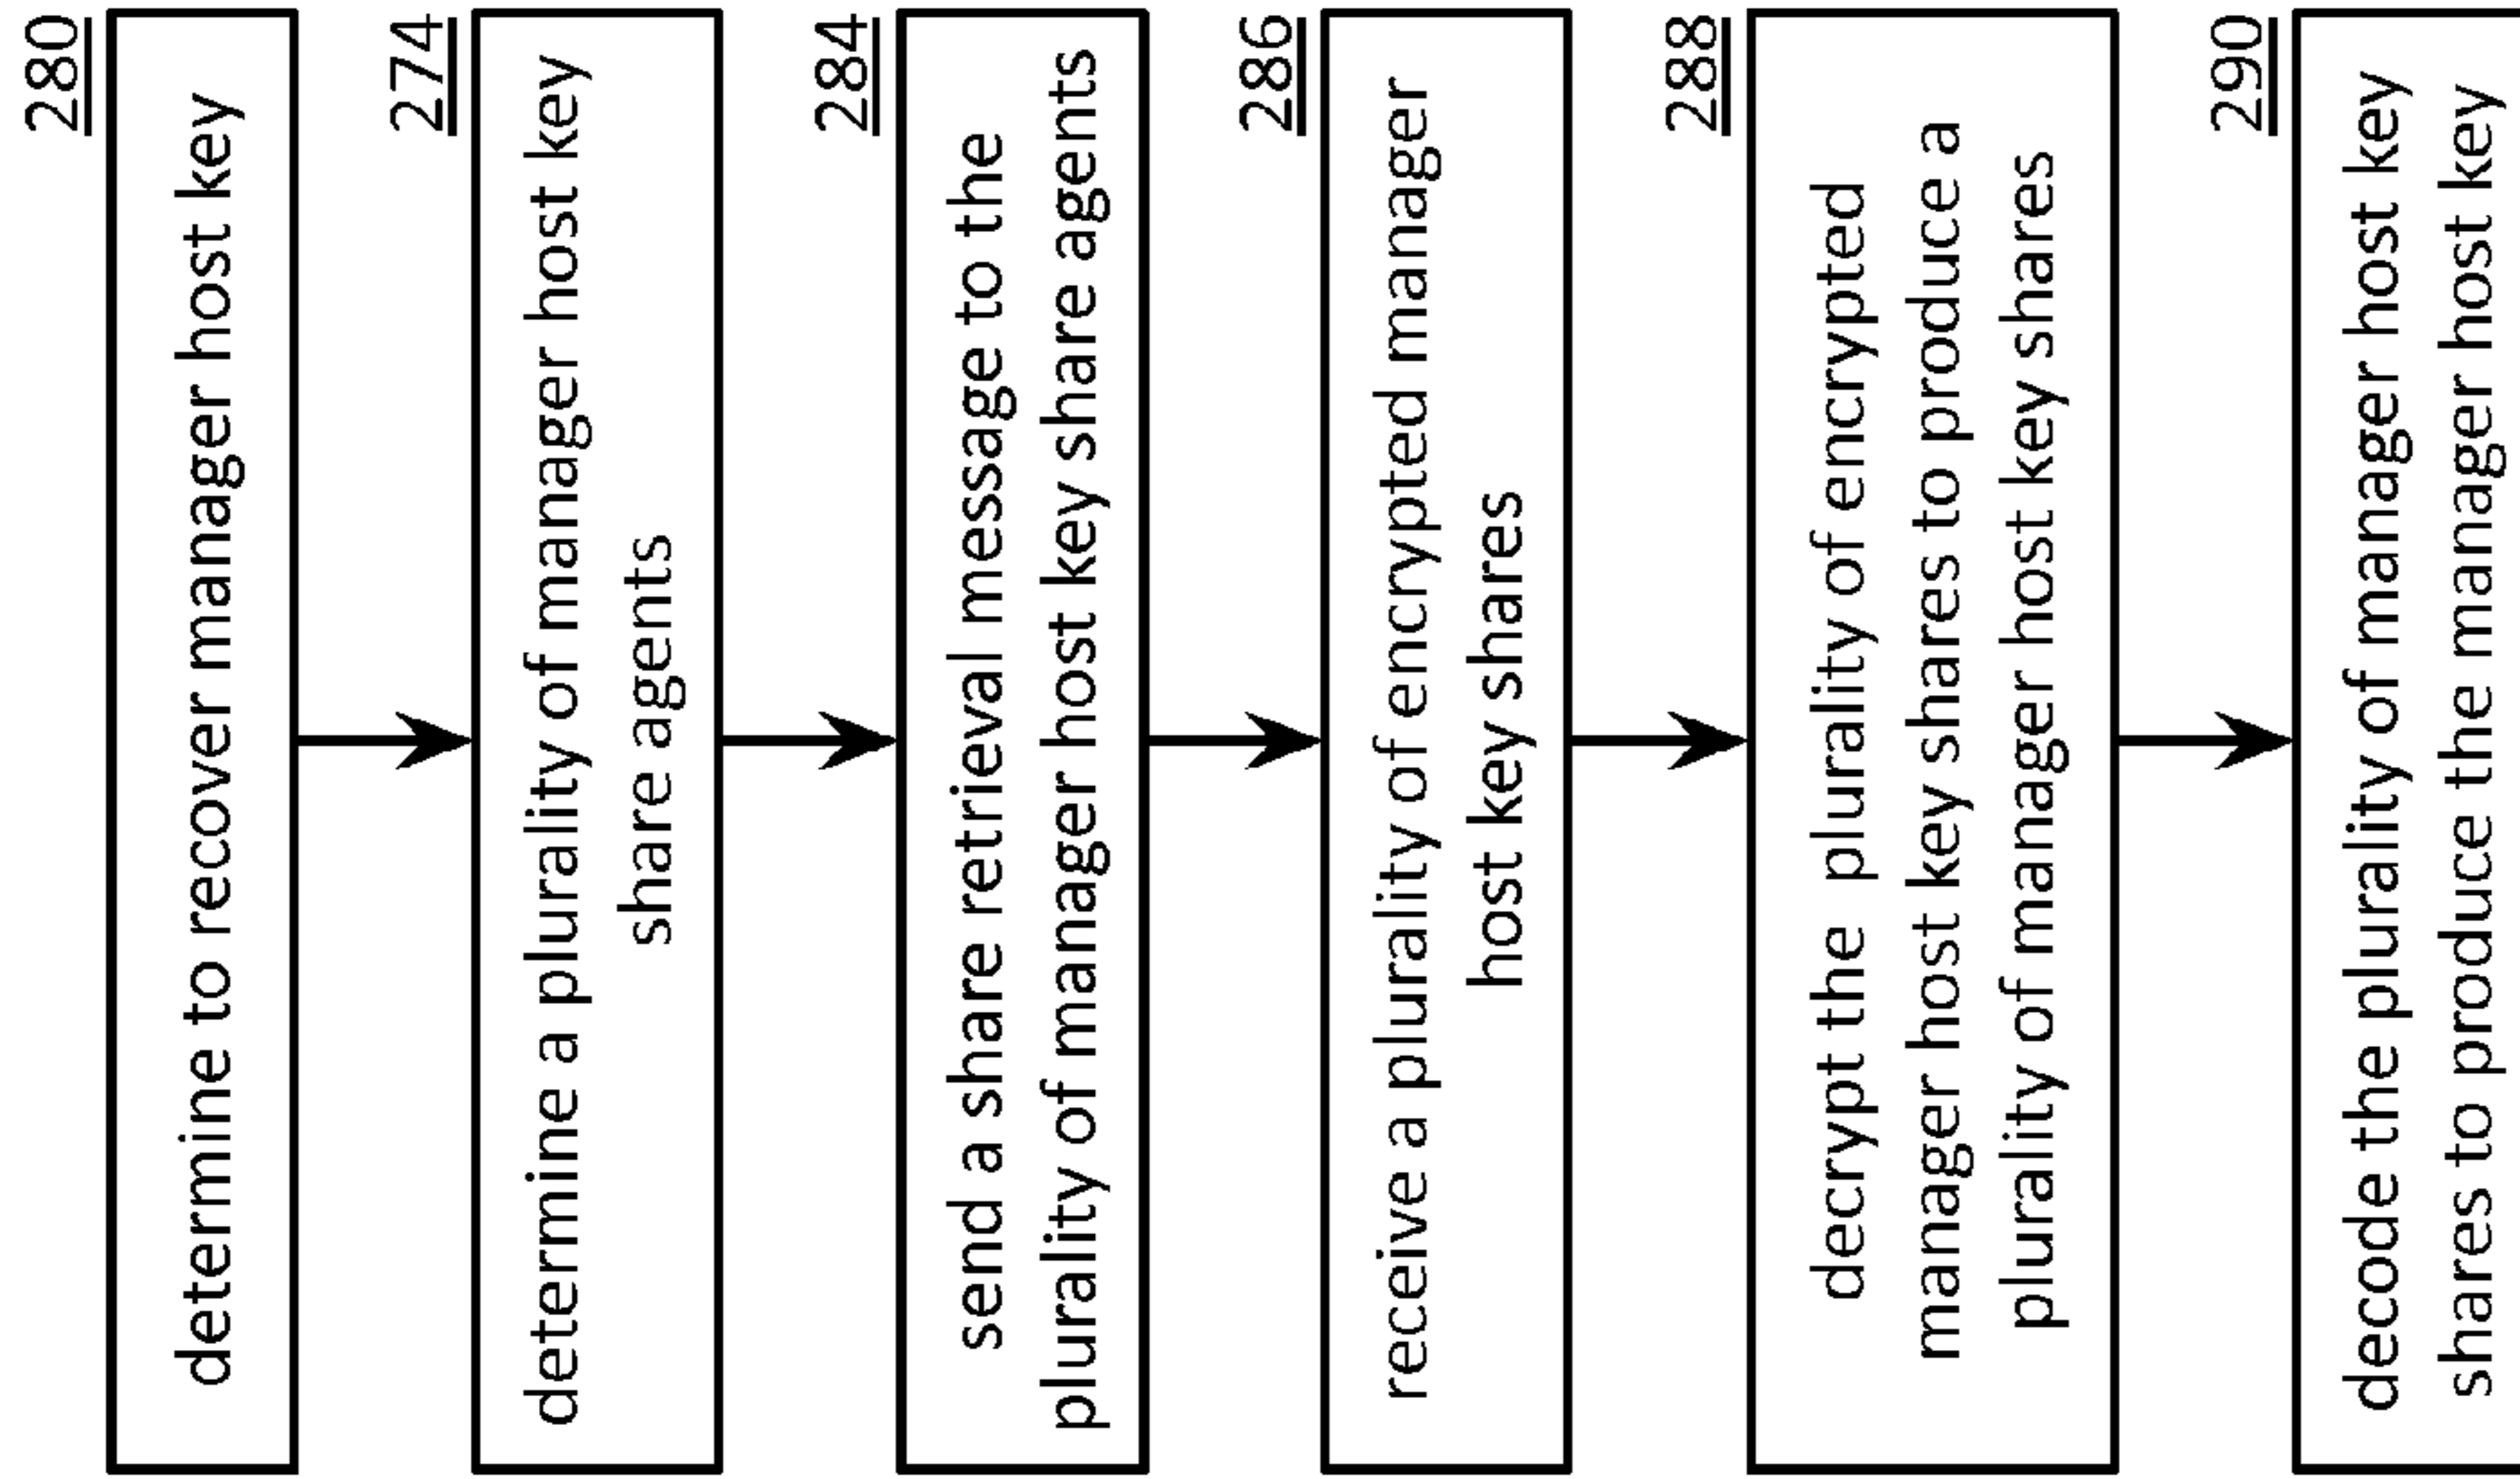 280
determine to recover manager host key
274
determine a plurality of manager host key
share agents
284
send a share retrieval message to the
plurality of manager host key share agents
286
receive a plurality of encrypted manager
host key shares
288
decrypt the plurality of encrypted
manager host key shares to produce a
plurality of manager host key shares
290
decode the plurality of manager host key
shares to produce the manager host key